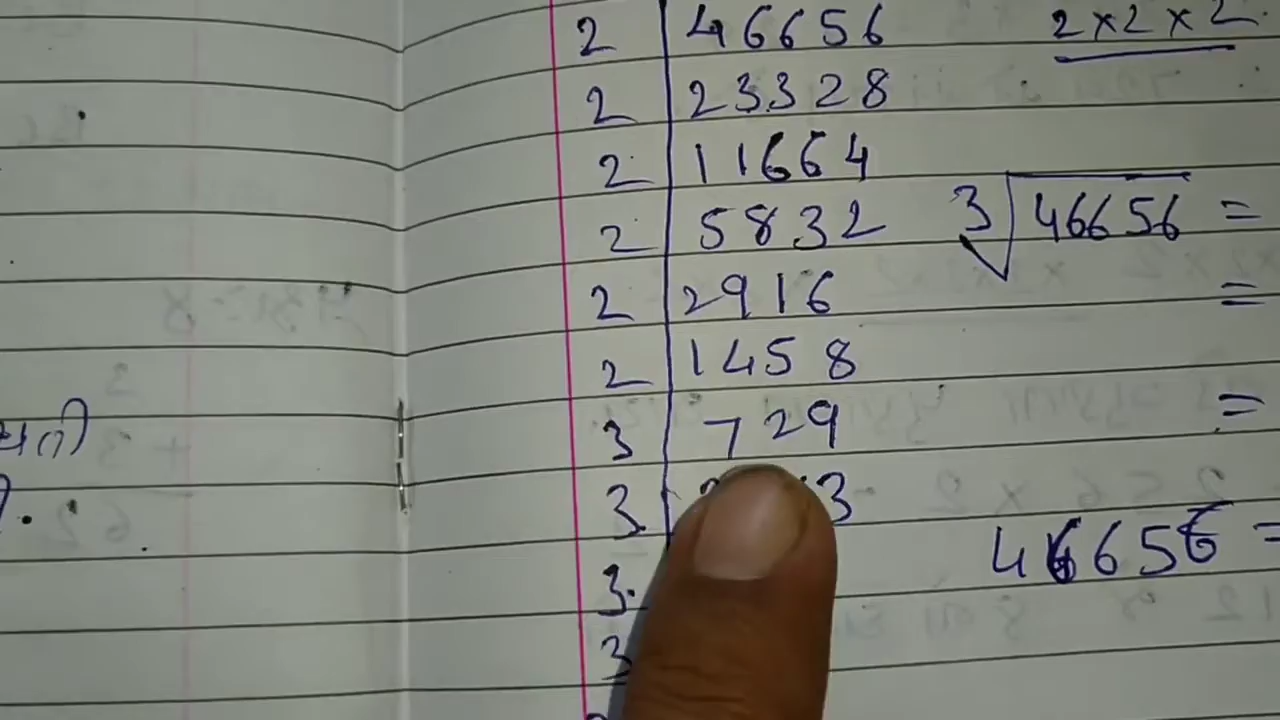 2 | 46656 2×2×2
2 | 23328
2 | 11664
2 | 5832 ∛46656 =
2 | 2916 =
2 | 1458
3 | 729 =
3 3
46656 =
3
3